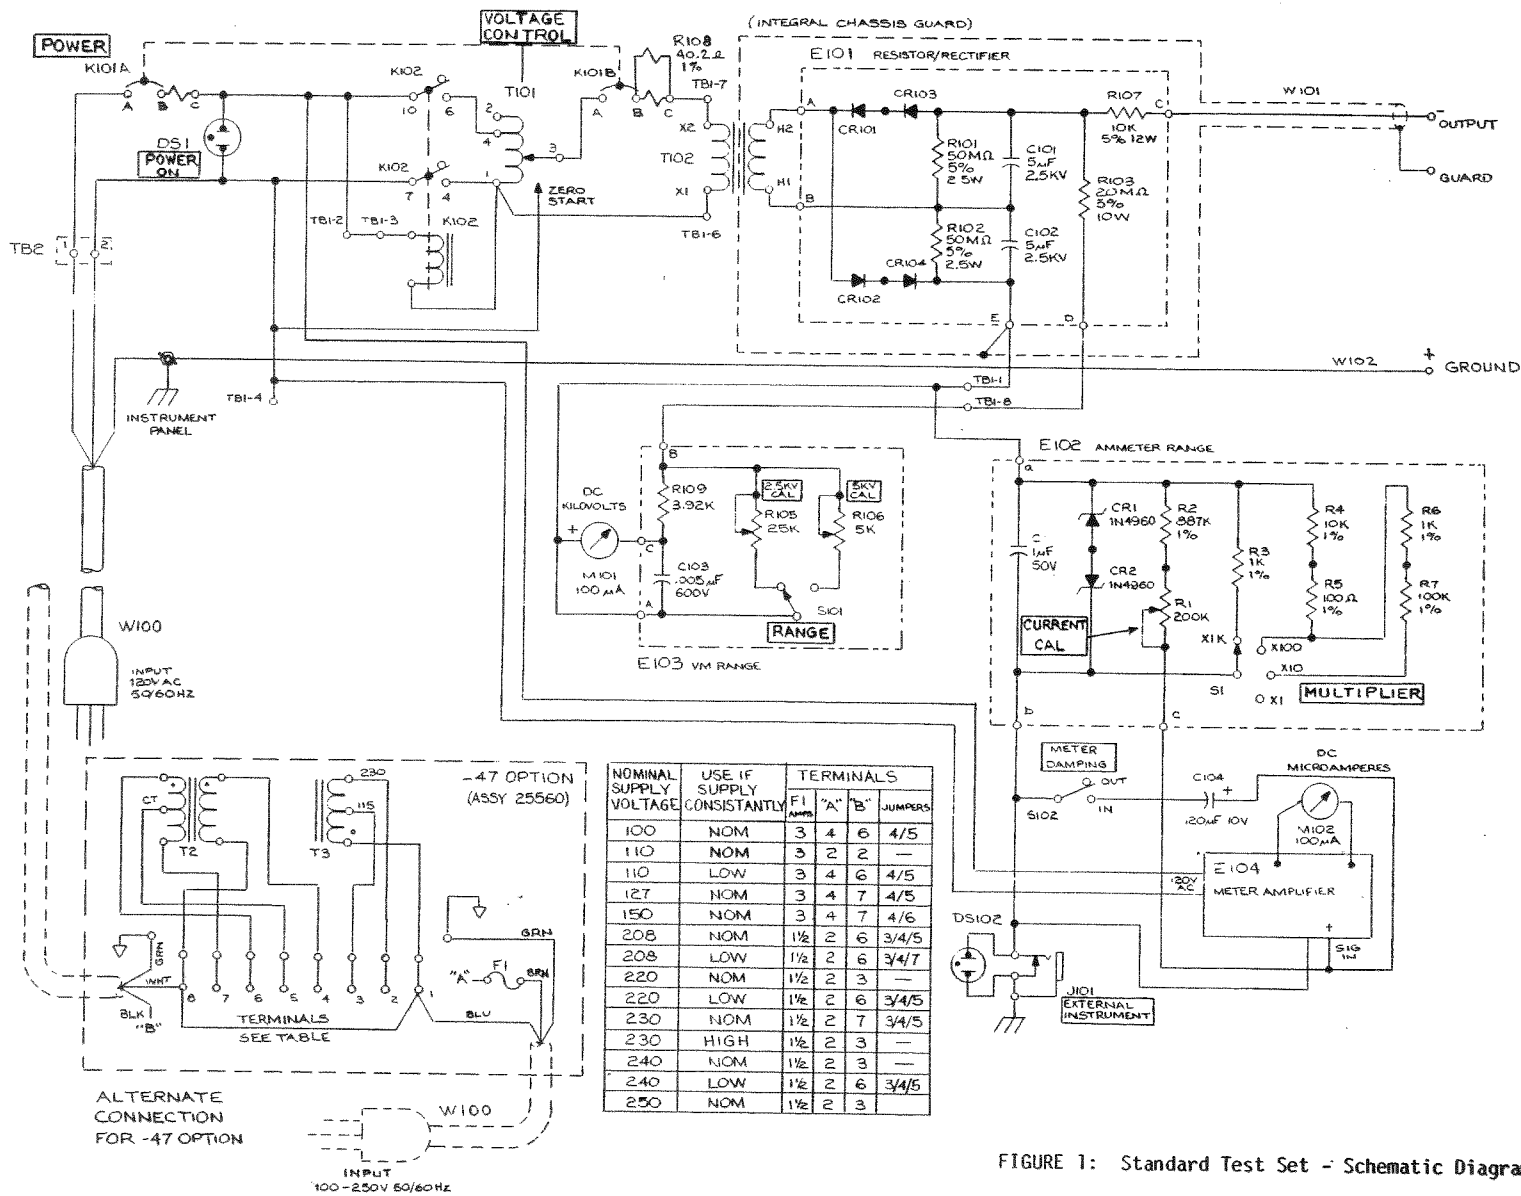 POWER
VOLTAGE
CONTROL
(INTEGRAL CHASSIS GUARD)
K101A
A
B
C
DS1
POWER
ON
K102
10
6
K102
7
4
T101
2
4
1
3
ZERO
START
K101B
A
B
C
R108
40.2Ω
1%
TB1-7
X2
T102
X1
TB1-6
H2
H1
E101 RESISTOR/RECTIFIER
A
B
CR101
CR103
CR102
CR104
R101
50MΩ
5%
2.5W
R102
50MΩ
5%
2.5W
C101
5µF
2.5KV
C102
5µF
2.5KV
R107
10K
5% 12W
C
R103
20MΩ
5%
10W
E
D
W101
-
OUTPUT
GUARD
TB1-2
TB1-3
K102
TB2
1
2
INSTRUMENT
PANEL
TB1-4
W102
+
GROUND
TB1-1
TB1-8
B
R109
3.92K
DC
KILOVOLTS
+
M101
100µA
C
C103
.005µF
600V
A
2.5KV
CAL
R105
25K
5KV
CAL
R106
5K
S101
RANGE
E103 VM RANGE
E102 AMMETER RANGE
a
C
1µF
50V
CR1
1N4960
CR2
1N4960
R2
887K
1%
R1
200K
CURRENT
CAL
R3
1K
1%
R4
10K
1%
R5
100Ω
1%
R6
1K
1%
R7
100K
1%
X1K
X100
X10
X1
S1
MULTIPLIER
D
C
W100
INPUT
120V AC
50/60HZ
METER
DAMPING
OUT
IN
S102
C104
+
120µF 10V
DC
MICROAMPERES
M102
100µA
E104
METER AMPLIFIER
120V
AC
+
SIG
IN
DS102
J101
EXTERNAL
INSTRUMENT
-47 OPTION
(ASSY 25560)
CT
T2
T3
230
115
GRN
WHT
BLK
"B"
8
7
6
5
4
3
2
1
TERMINALS
SEE TABLE
GRN
"A"
F1
BRN
BLU
ALTERNATE
CONNECTION
FOR -47 OPTION
W100
INPUT
100-250V 50/60HZ
NOMINAL SUPPLY VOLTAGE USE IF SUPPLY CONSISTANTLY TERMINALS
F1 AMPS "A" "B" JUMPERS
100 NOM 3 4 6 4/5
110 NOM 3 2 2 —
110 LOW 3 4 6 4/5
127 NOM 3 4 7 4/5
150 NOM 3 4 7 4/6
208 NOM 1½ 2 6 3/4/5
208 LOW 1½ 2 6 3/4/7
220 NOM 1½ 2 3 —
220 LOW 1½ 2 6 3/4/5
230 NOM 1½ 2 7 3/4/5
230 HIGH 1½ 2 3 —
240 NOM 1½ 2 3 —
240 LOW 1½ 2 6 3/4/5
250 NOM 1½ 2 3
FIGURE 1: Standard Test Set - Schematic Diagra